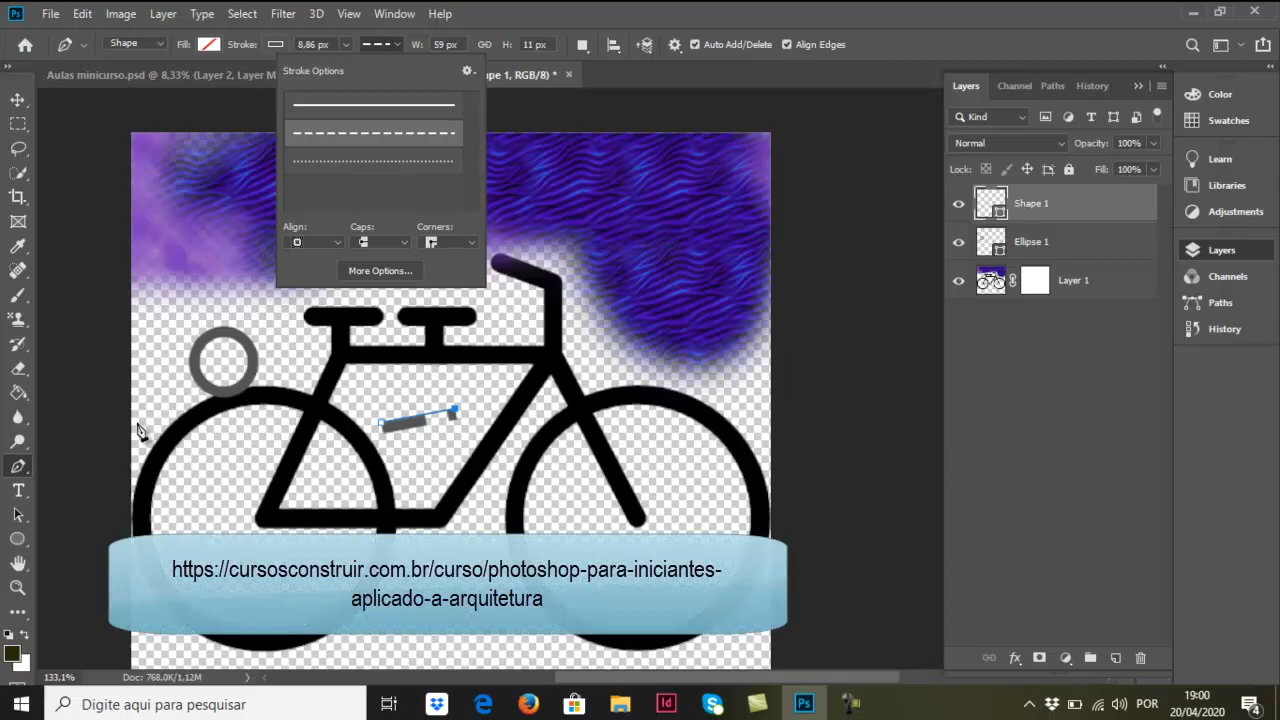 Ps File Edit Image Layer Type Select Filter 3D View Window Help
Shape Fill: Stroke: 8,86 px W: 59 px H: 11 px Auto Add/Delete Align Edges
Aulas minicurso.psd @ 8,33% (Layer 2, Layer M
ape 1, RGB/8) *
Stroke Options
Align: Caps: Corners:
More Options...
Layers Channel Paths History
Kind
Normal Opacity: 100%
Lock: Fill: 100%
Shape 1
Ellipse 1
Layer 1
Color
Swatches
Learn
Libraries
Adjustments
Layers
Channels
Paths
History
https://cursosconstruir.com.br/curso/photoshop-para-iniciantes-
aplicado-a-arquitetura
133,1% Doc: 768,0K/1,12M
Digite aqui para pesquisar
POR
19:00
20/04/2020
4